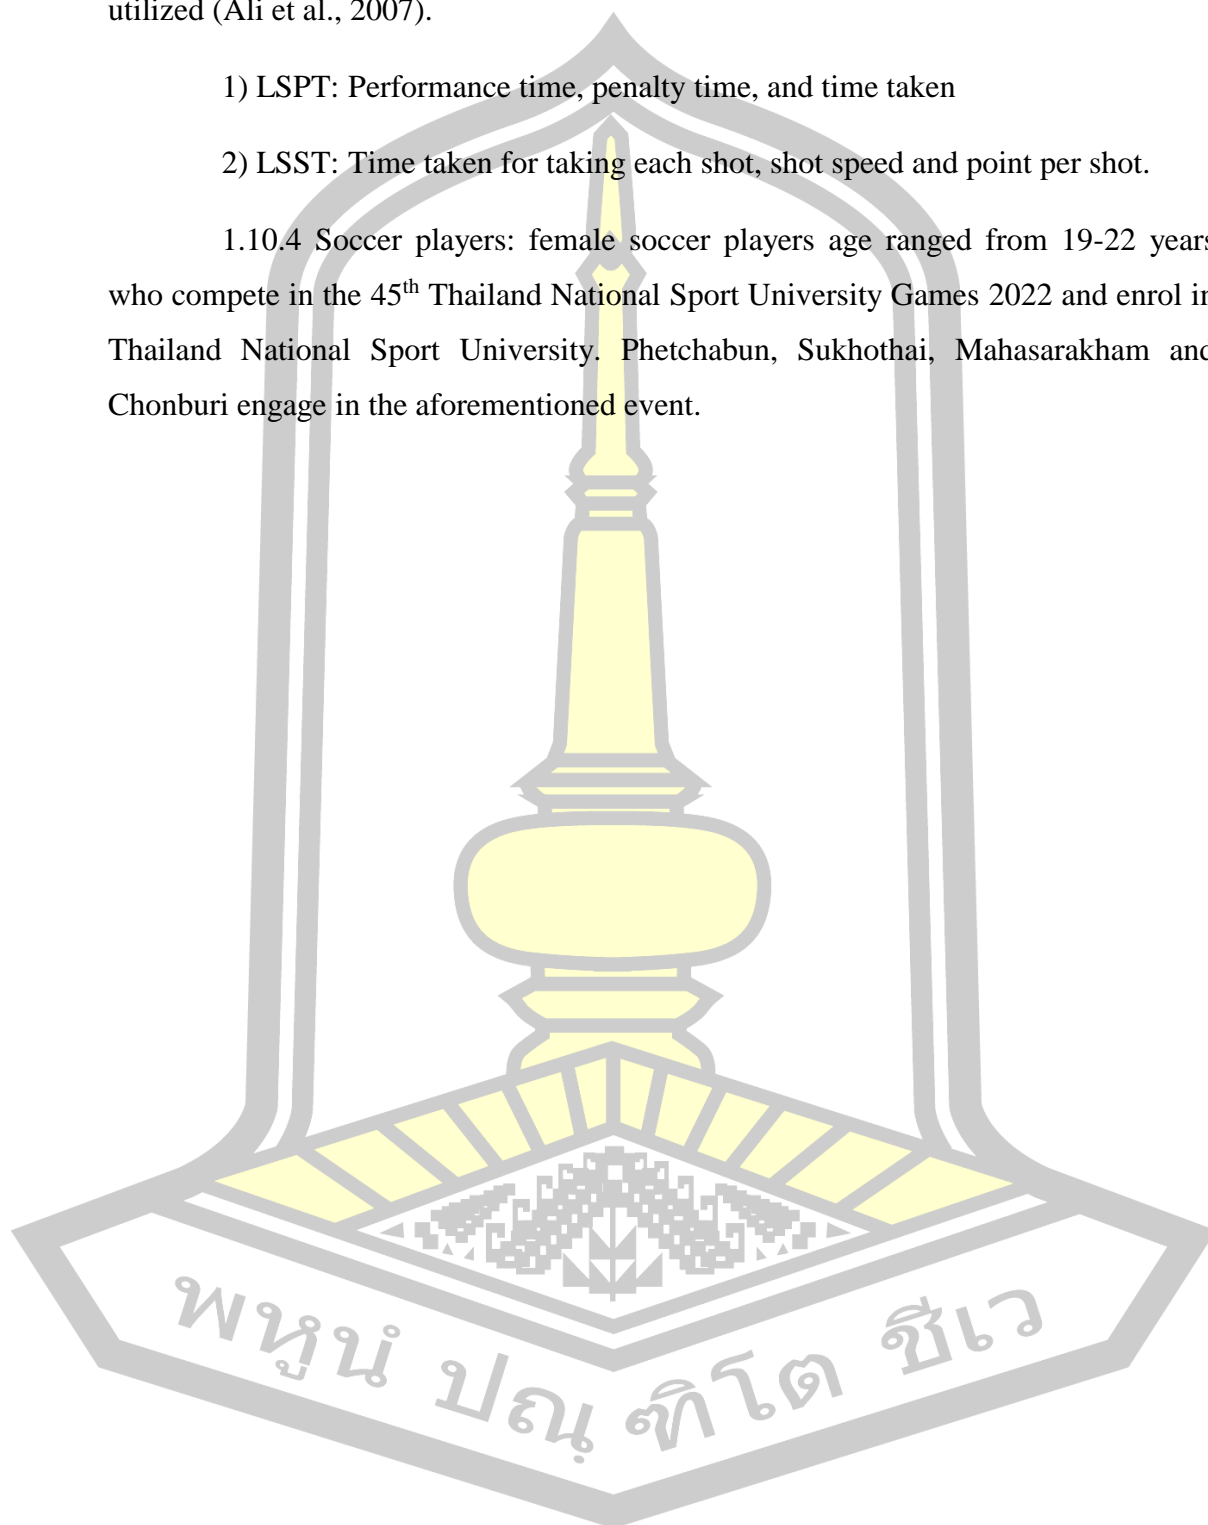 utilized (Ali et al., 2007).
1) LSPT: Performance time, penalty time, and time taken
2) LSST: Time taken for taking each shot, shot speed and point per shot.
1.10.4 Soccer players: female soccer players age ranged from 19-22 years
who compete in the 45th Thailand National Sport University Games 2022 and enrol in
Thailand National Sport University. Phetchabun, Sukhothai, Mahasarakham and
Chonburi engage in the aforementioned event.
พหูนํ ปณฺฑิโต ชีเว